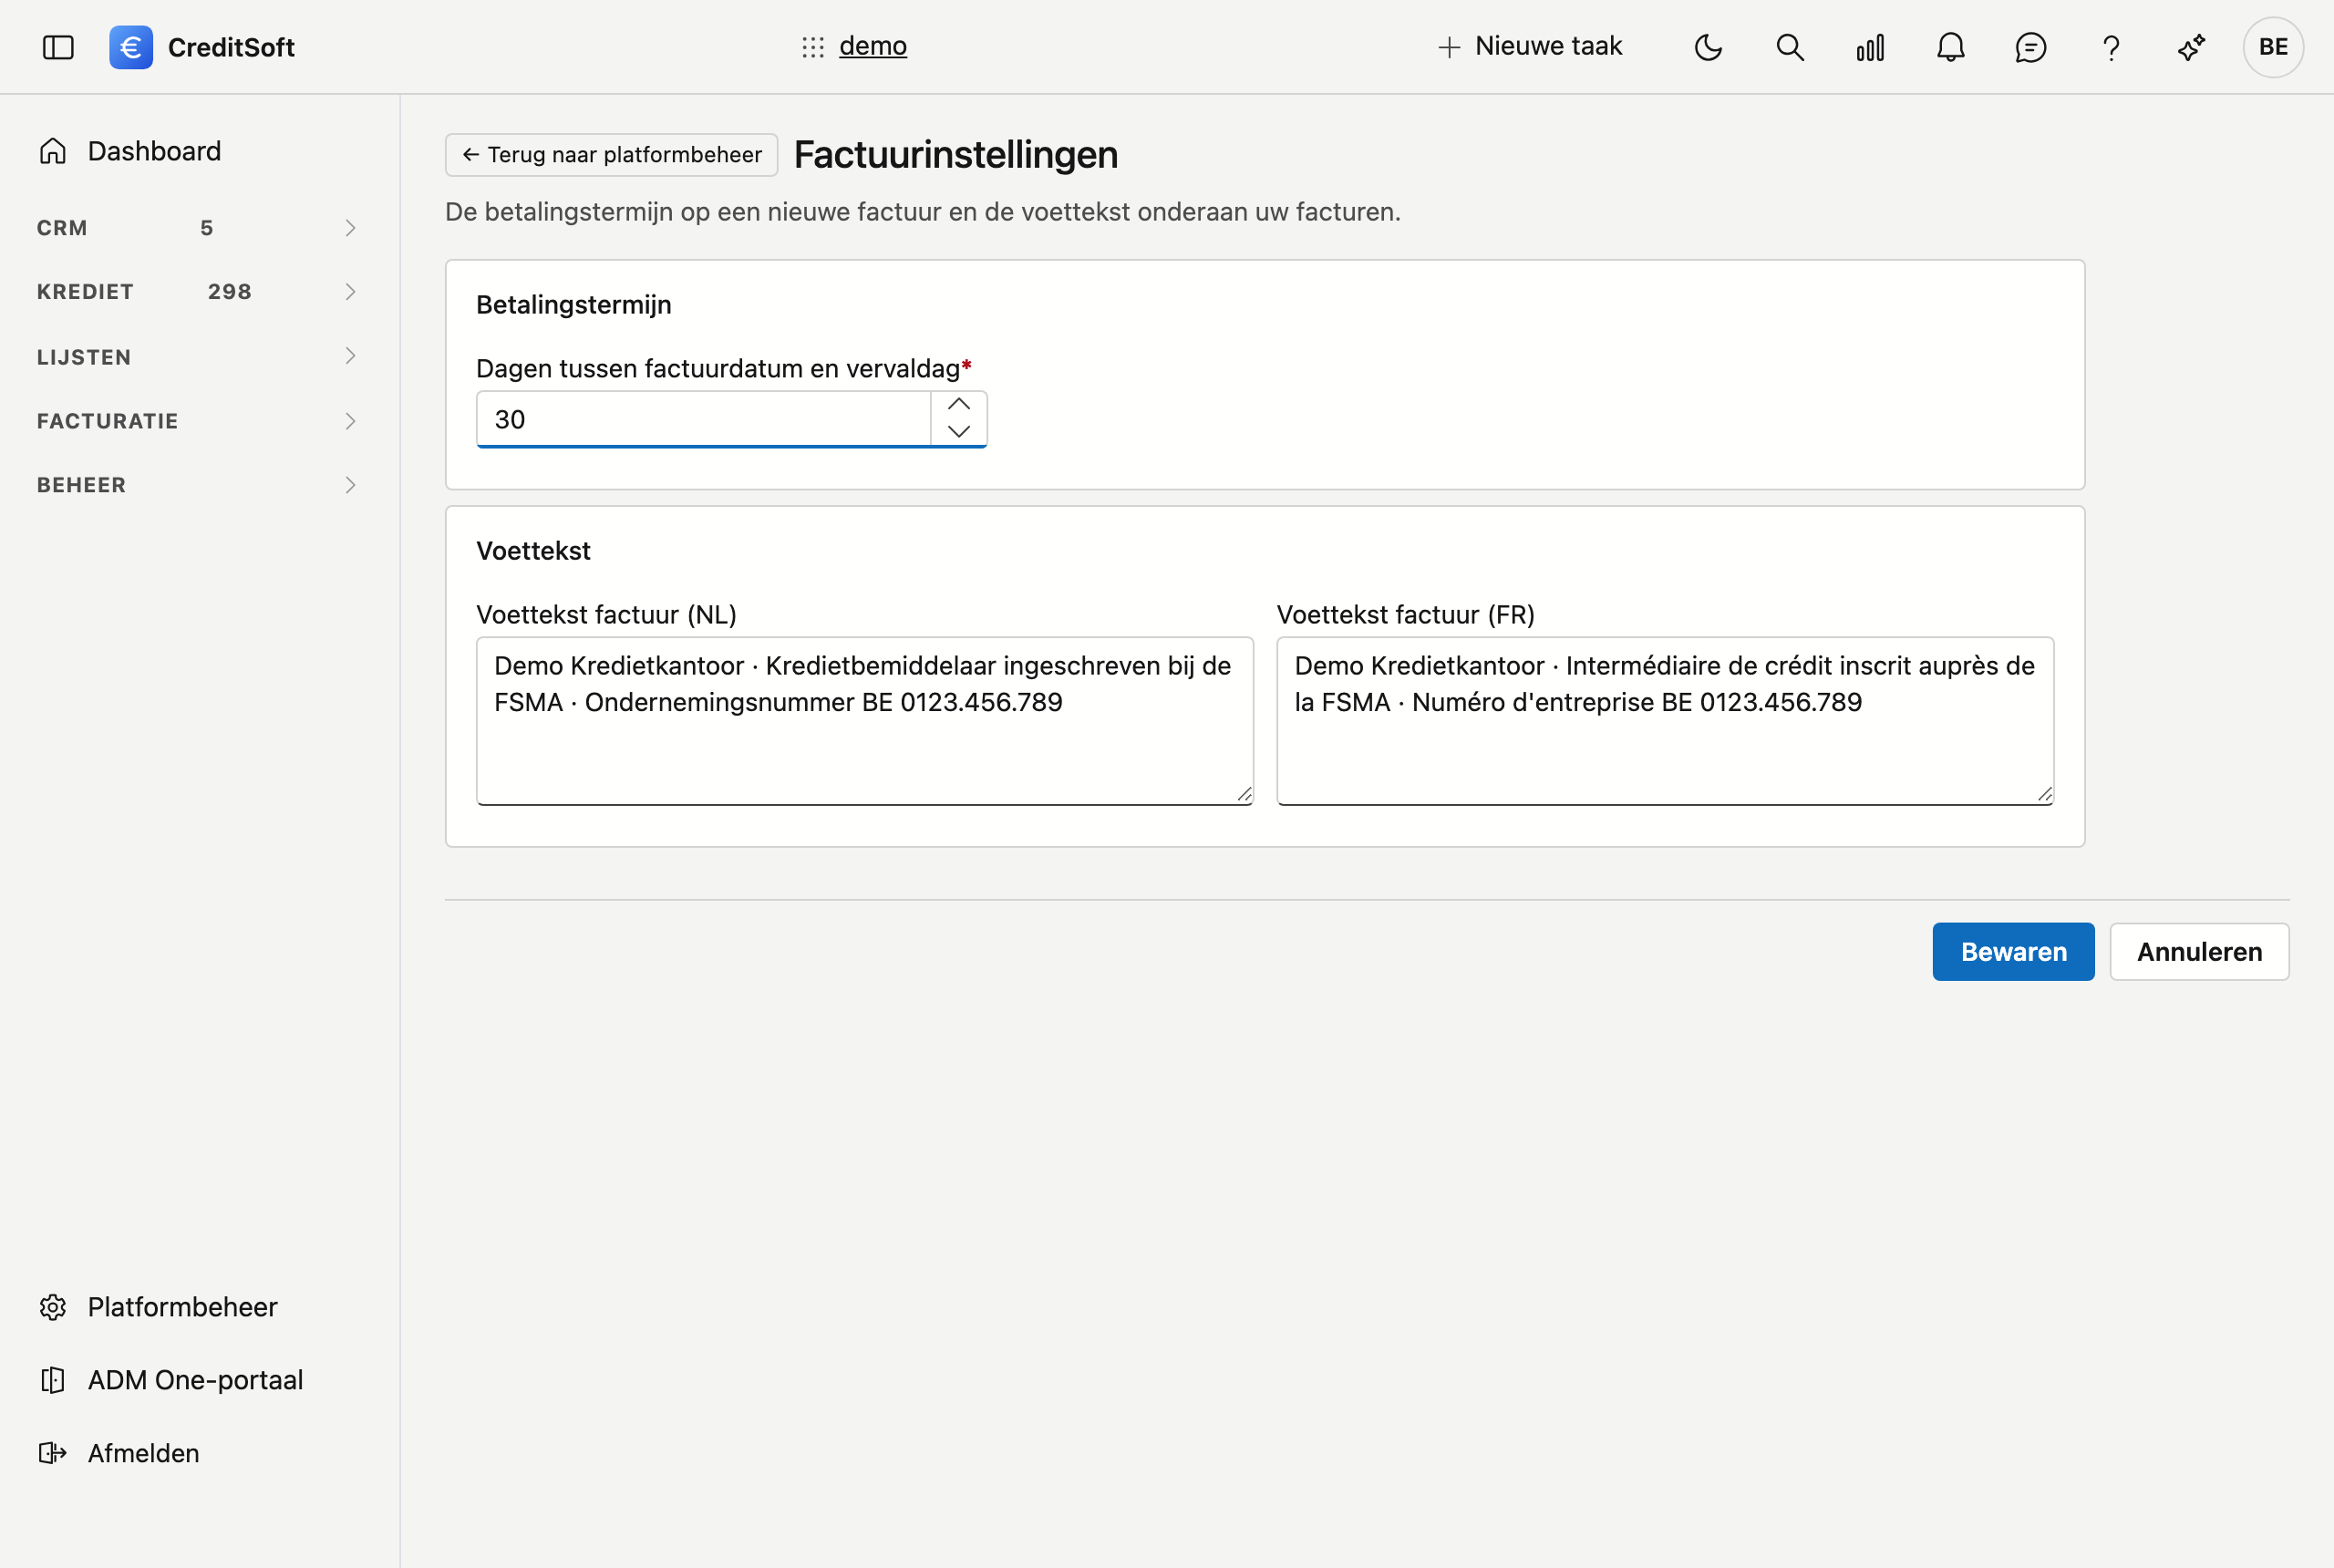 € CreditSoft
demo
Nieuwe taak
BE
Dashboard
CRM 5
KREDIET 298
LIJSTEN
FACTURATIE
BEHEER
Platformbeheer
ADM One-portaal
Afmelden
← Terug naar platformbeheer
Factuurinstellingen
De betalingstermijn op een nieuwe factuur en de voettekst onderaan uw facturen.
Betalingstermijn
Dagen tussen factuurdatum en vervaldag*
30
Voettekst
Voettekst factuur (NL)
Demo Kredietkantoor · Kredietbemiddelaar ingeschreven bij de
FSMA · Ondernemingsnummer BE 0123.456.789
Voettekst factuur (FR)
Demo Kredietkantoor · Intermédiaire de crédit inscrit auprès de
la FSMA · Numéro d'entreprise BE 0123.456.789
Bewaren
Annuleren